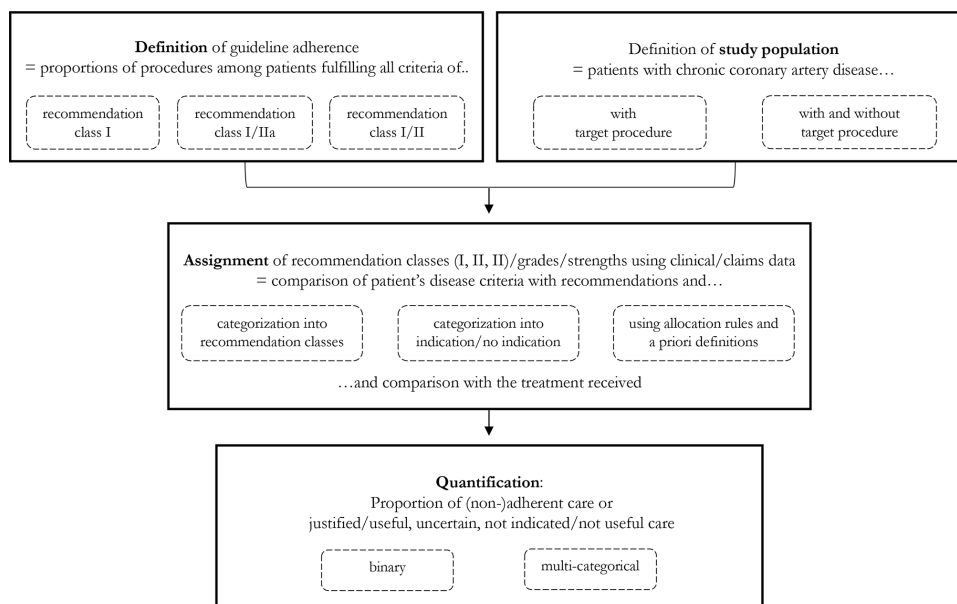 Definition of guideline adherence
= proportions of procedures among patients fulfilling all criteria of..
recommendation
class I
recommendation
class I/IIa
recommendation
class I/II
Definition of study population
= patients with chronic coronary artery disease…
with
target procedure
with and without
target procedure
Assignment of recommendation classes (I, II, II)/grades/strengths using clinical/claims data
= comparison of patient’s disease criteria with recommendations and…
categorization into
recommendation classes
categorization into
indication/no indication
using allocation rules and
a priori definitions
…and comparison with the treatment received
Quantification:
Proportion of (non-)adherent care or
justified/useful, uncertain, not indicated/not useful care
binary
multi-categorical